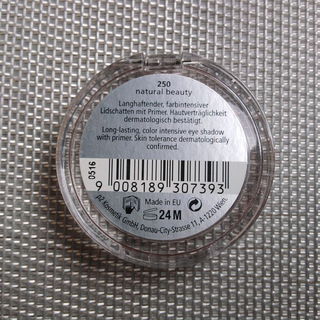 250
natural beauty
Langhaftender, farbintensiver
Lidschatten mit Primer. Hautverträglichkeit
dermatologisch bestätigt.
Long-lasting, color intensive eye shadow
with primer. Skin tolerance dermatologically
confirmed.
0516
9 008189 307393
Made in EU
24 M
p2 Kosmetik GmbH, Donau-City-Strasse 11, A-1220 Wien.